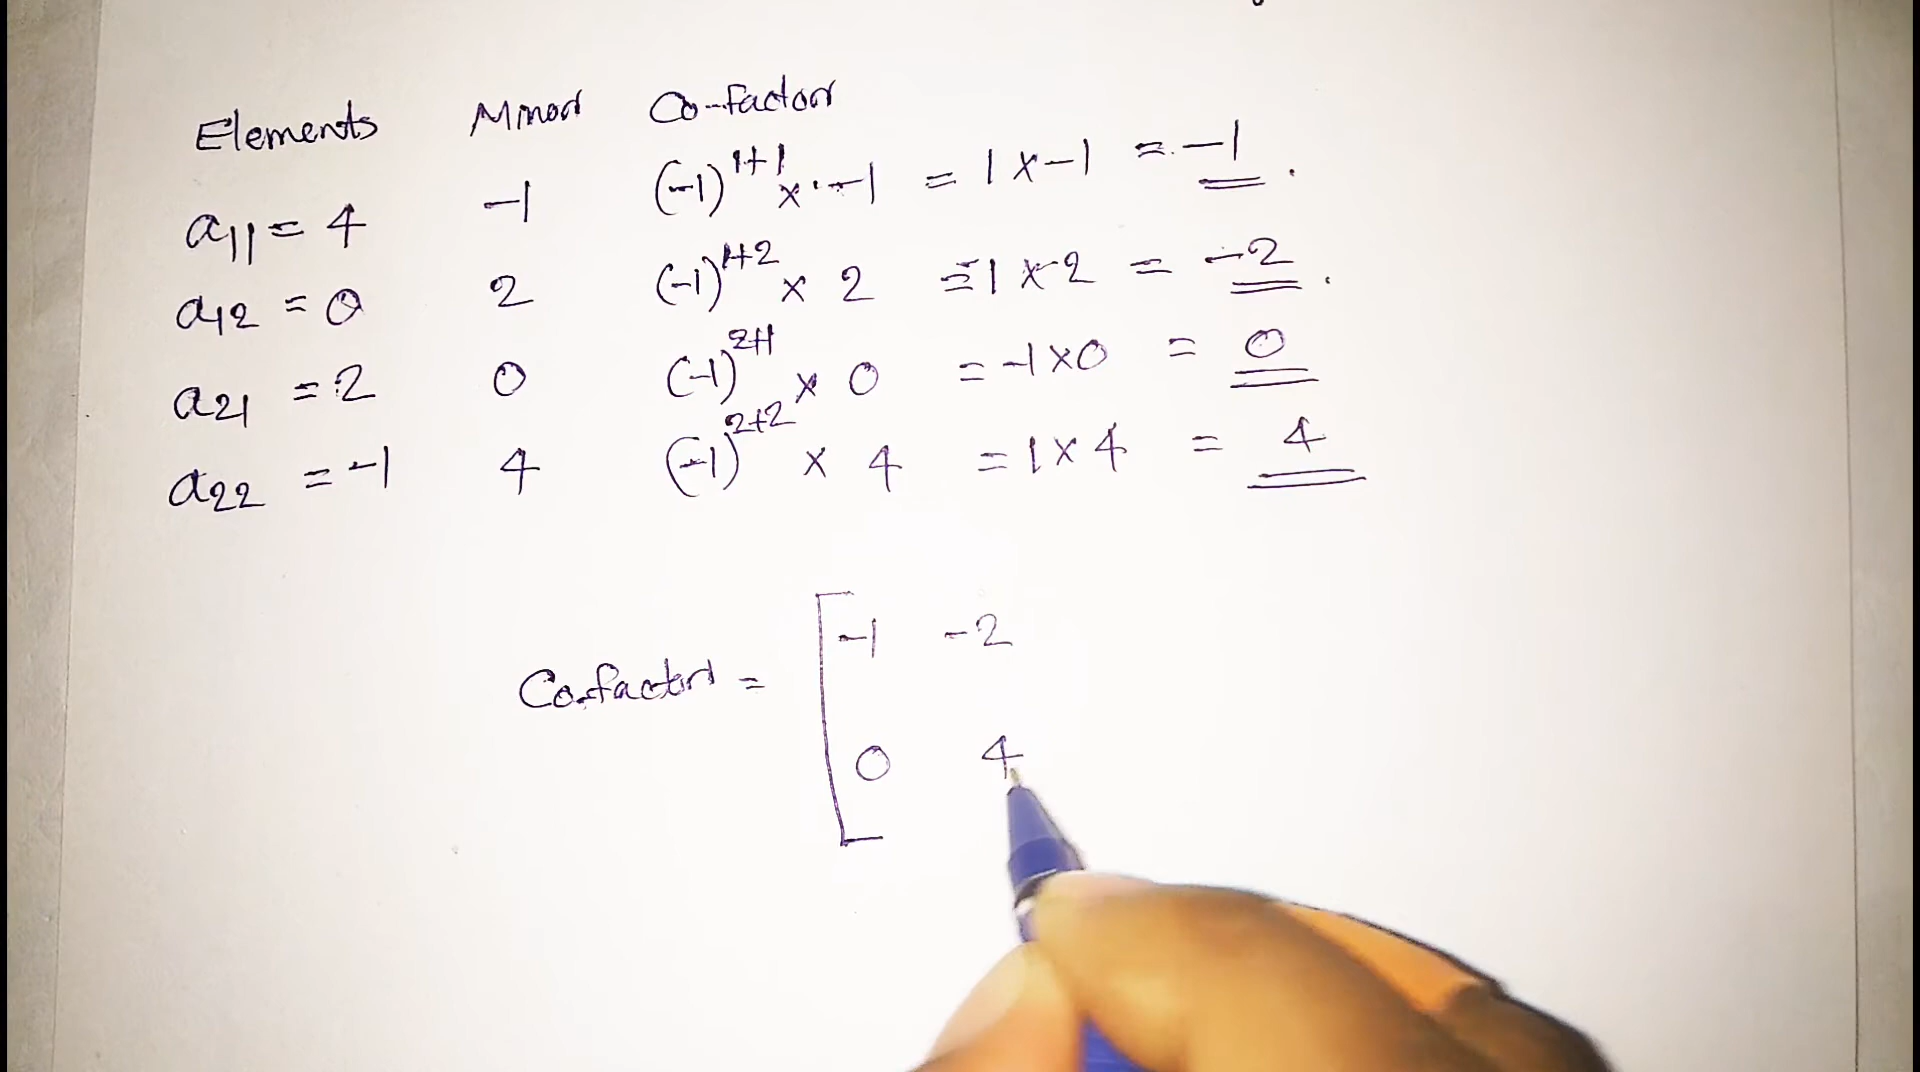 Elements Minor Co-factor
a11 = 4 -1 (-1)^1+1 × -1 = 1 × -1 = -1
a12 = 0 2 (-1)^1+2 × 2 = -1 × 2 = -2
a21 = 2 0 (-1)^2+1 × 0 = -1 × 0 = 0
a22 = -1 4 (-1)^2+2 × 4 = 1 × 4 = 4
-1 -2
Co.factor =
0 4